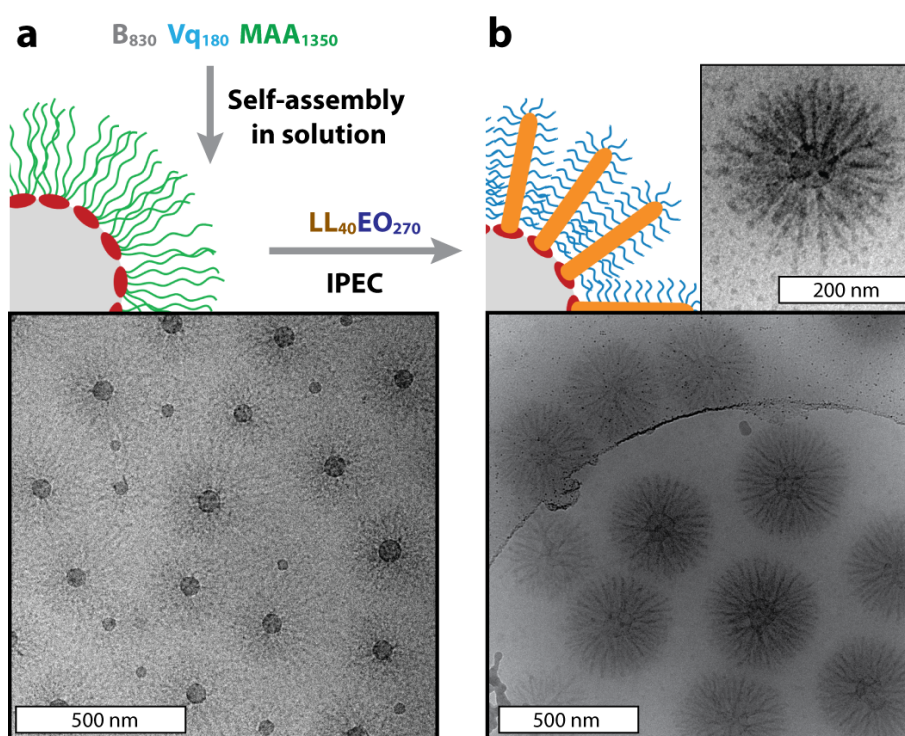 a
B830 Vq180 MAA1350
Self-assembly
in solution
LL40EO270
IPEC
500 nm
b
200 nm
500 nm